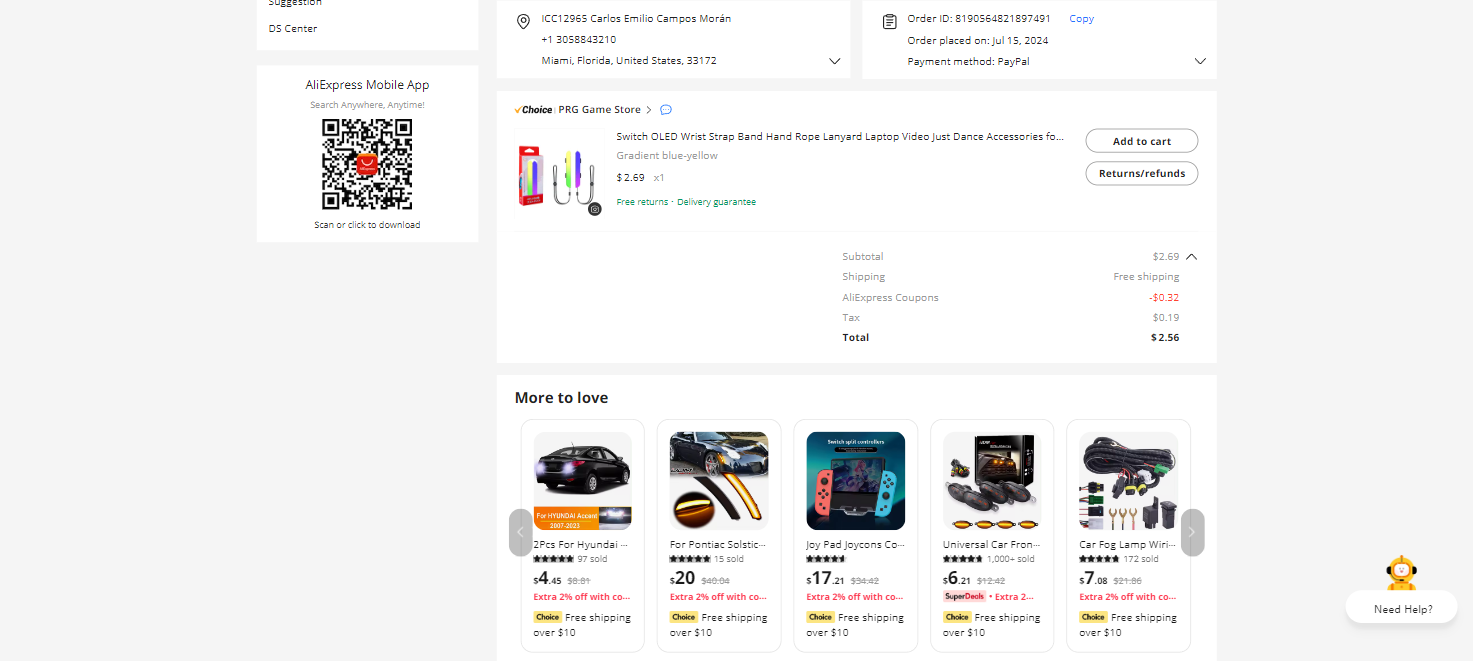 Suggestion
DS Center
AliExpress Mobile App
Search Anywhere, Anytime!
Scan or click to download
ICC12965 Carlos Emilio Campos Morán
+1 3058843210
Miami, Florida, United States, 33172
Order ID: 8190564821897491 Copy
Order placed on: Jul 15, 2024
Payment method: PayPal
Choice PRG Game Store
Switch OLED Wrist Strap Band Hand Rope Lanyard Laptop Video Just Dance Accessories fo...
Gradient blue-yellow
$2.69 x1
Free returns · Delivery guarantee
Add to cart
Returns/refunds
Subtotal $2.69
Shipping Free shipping
AliExpress Coupons -$0.32
Tax $0.19
Total $2.56
More to love
For HYUNDAI Accent
2007-2023
2Pcs For Hyundai ...
97 sold
$4.45 $8.81
Extra 2% off with co...
Choice Free shipping
over $10
For Pontiac Solstic...
15 sold
$20 $40.04
Extra 2% off with co...
Choice Free shipping
over $10
Switch split controllers
Joy Pad Joycons Co...
$17.21 $34.42
Extra 2% off with co...
Choice Free shipping
over $10
Universal Car Fron...
1,000+ sold
$6.21 $12.42
SuperDeals • Extra 2...
Choice Free shipping
over $10
Car Fog Lamp Wiri...
172 sold
$7.08 $21.86
Extra 2% off with co...
Choice Free shipping
over $10
Need Help?